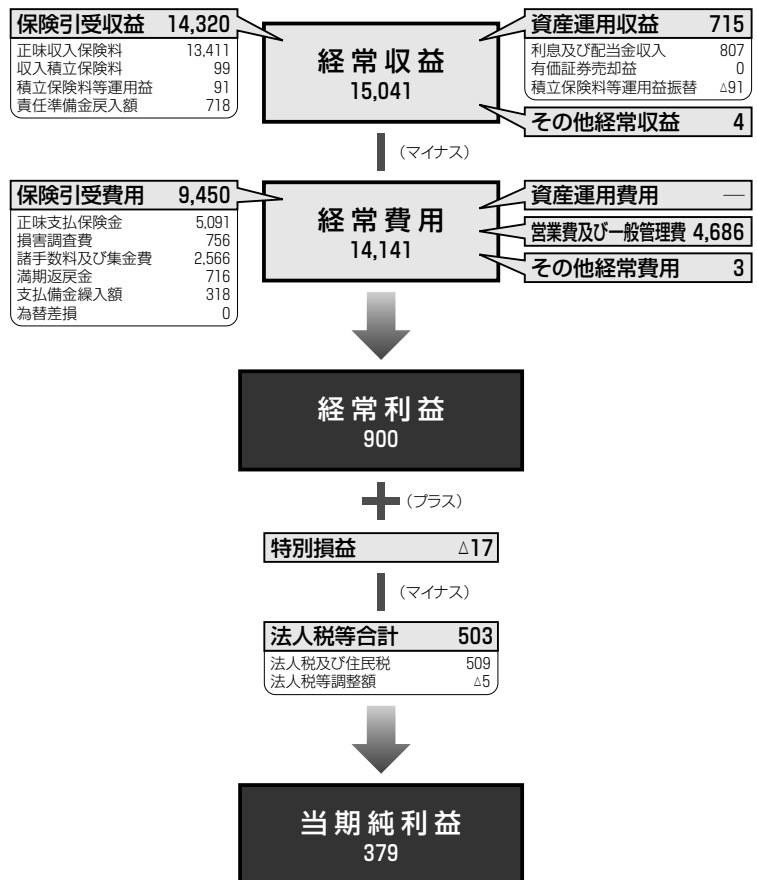 保険引受収益 14,320
正味収入保険料 13,411
収入積立保険料 99
積立保険料等運用益 91
責任準備金戻入額 718
経常収益
15,041
資産運用収益 715
利息及び配当金収入 807
有価証券売却益 0
積立保険料等運用益振替 △91
その他経常収益 4
(マイナス)
保険引受費用 9,450
正味支払保険金 5,091
損害調査費 756
諸手数料及び集金費 2,566
満期返戻金 716
支払備金繰入額 318
為替差損 0
経常費用
14,141
資産運用費用 —
営業費及び一般管理費 4,686
その他経常費用 3
経常利益
900
(プラス)
特別損益 △17
(マイナス)
法人税等合計 503
法人税及び住民税 509
法人税等調整額 △5
当期純利益
379